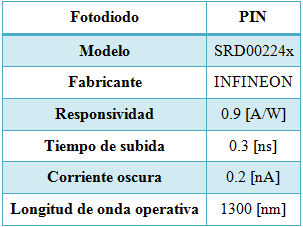 Fotodiodo PIN
Modelo SRD00224x
Fabricante INFINEON
Responsividad 0.9 [A/W]
Tiempo de subida 0.3 [ns]
Corriente oscura 0.2 [nA]
Longitud de onda operativa 1300 [nm]